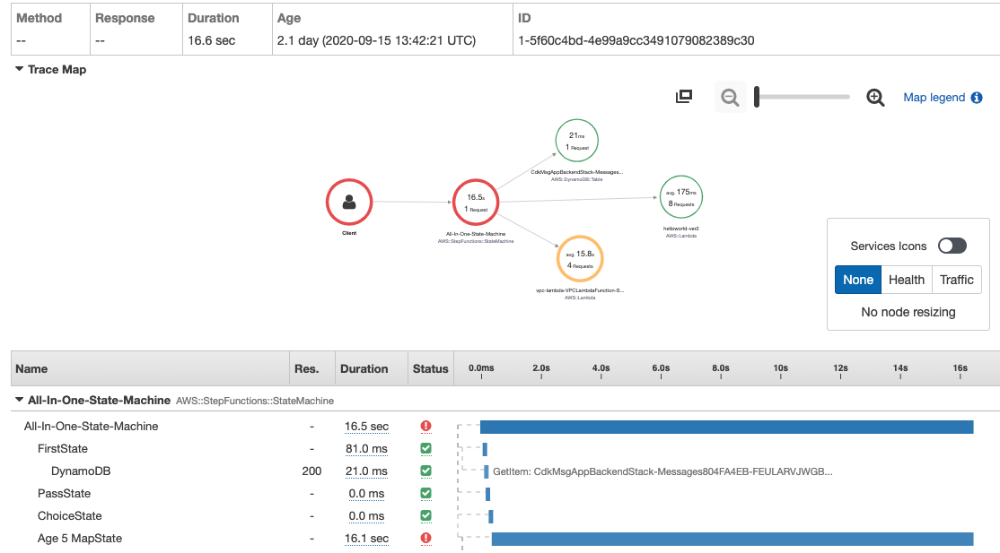 Method Response Duration Age ID
-- -- 16.6 sec 2.1 day (2020-09-15 13:42:21 UTC) 1-5f60c4bd-4e99a9cc3491079082389c30
Trace Map
Map legend
21ms
1 Request
CdkMsgAppBackendStack-Messages...
AWS::DynamoDB::Table
Client
16.5s
1 Request
All-In-One-State-Machine
AWS::StepFunctions::StateMachine
avg. 175ms
8 Requests
helloworld-ver2
AWS::Lambda
avg. 15.8s
4 Requests
vpc-lambda-VPCLambdaFunction-S...
AWS::Lambda
Services Icons
None Health Traffic
No node resizing
Name Res. Duration Status 0.0ms 2.0s 4.0s 6.0s 8.0s 10s 12s 14s 16s
All-In-One-State-Machine AWS::StepFunctions::StateMachine
All-In-One-State-Machine - 16.5 sec
FirstState - 81.0 ms
DynamoDB 200 21.0 ms GetItem: CdkMsgAppBackendStack-Messages804FA4EB-FEULARVJWGB...
PassState - 0.0 ms
ChoiceState - 0.0 ms
Age 5 MapState - 16.1 sec